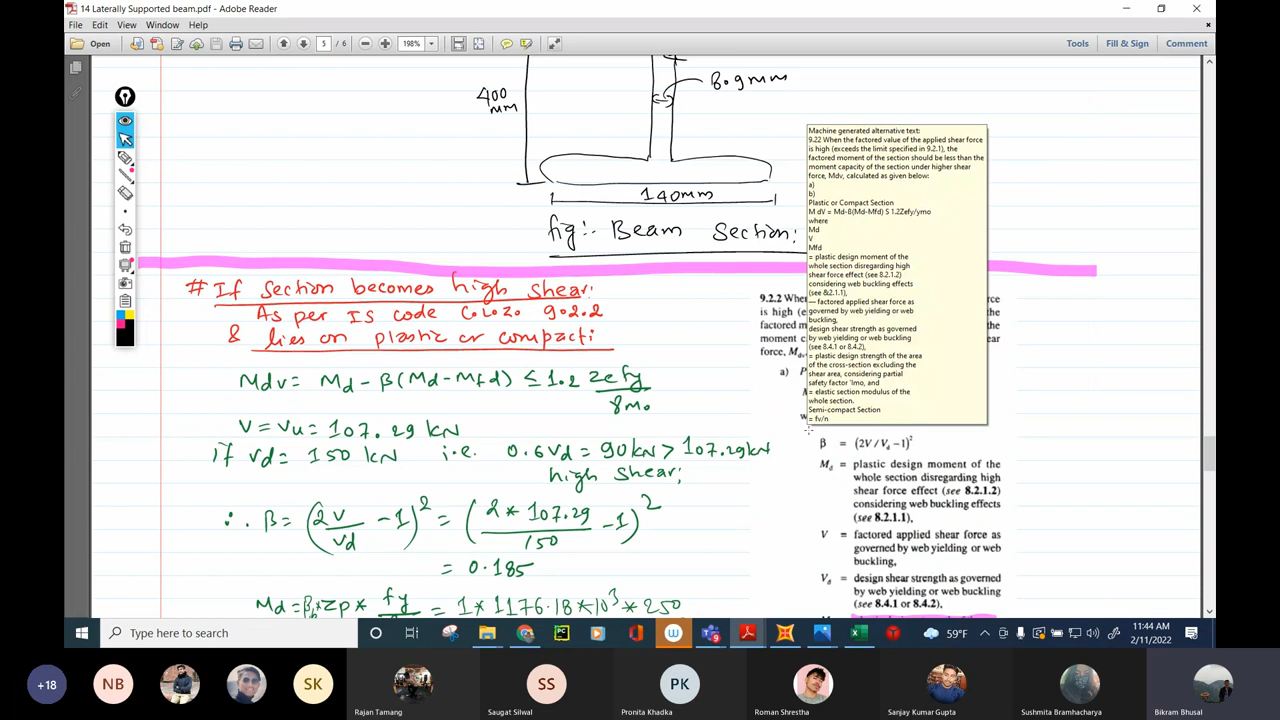 14 Laterally Supported beam.pdf - Adobe Reader
File Edit View Window Help
Open 5 / 6 198% Tools Fill & Sign Comment
400 mm
8.9mm
140mm
fig:- Beam Section:
Machine generated alternative text:
9.22 When the factored value of the applied shear force
is high (exceeds the limit specified in 9.2.1), the
factored moment of the section should be less than the
moment capacity of the section under higher shear
force, Mdv, calculated as given below:
a)
b)
Plastic or Compact Section
M dV = Md-B(Md-Mfd) S 1.2Zefy/ymo
where
Md
V
Mfd
= plastic design moment of the
whole section disregarding high
shear force effect (see 8.2.1.2)
considering web buckling effects
(see &2.1.1),
— factored applied shear force as
governed by web yielding or web
buckling,
design shear strength as governed
by web yielding or web buckling
(see 8.4.1 or 8.4.2),
= plastic design strength of the area
of the cross-section excluding the
shear area, considering partial
safety factor 'Imo, and
= elastic section modulus of the
whole section.
Semi-compact Section
= fv/n
# If section becomes high shear:
As per IS code
9.2.2
& lies on plastic or compact
Mdv = Md - β(Md-Mfd) ≤ 1.2 Zefy / γmo
V = Vu = 107.29 kN
if Vd = 150 kN i.e. 0.6Vd = 90kN > 107.29kN
high shear;
∴ β = (2V/Vd - 1)² = (2 * 107.29 / 150 - 1)²
= 0.185
= 1 * 1176.18 * 10³ * 250
9.2.2
is high
factored
moment
force,
a)
β = (2V/Vd -1)²
Md = plastic design moment of the
whole section disregarding high
shear force effect (see 8.2.1.2)
considering web buckling effects
(see 8.2.1.1),
V = factored applied shear force as
governed by web yielding or web
buckling,
Vd = design shear strength as governed
by web yielding or web buckling
(see 8.4.1 or 8.4.2),
Type here to search
59°F
11:44 AM
2/11/2022
+18 NB SK SS PK
Rajan Tamang Saugat Silwal Pronita Khadka Roman Shrestha Sanjay Kumar Gupta Sushmita Bramhacharya Bikram Bhusal